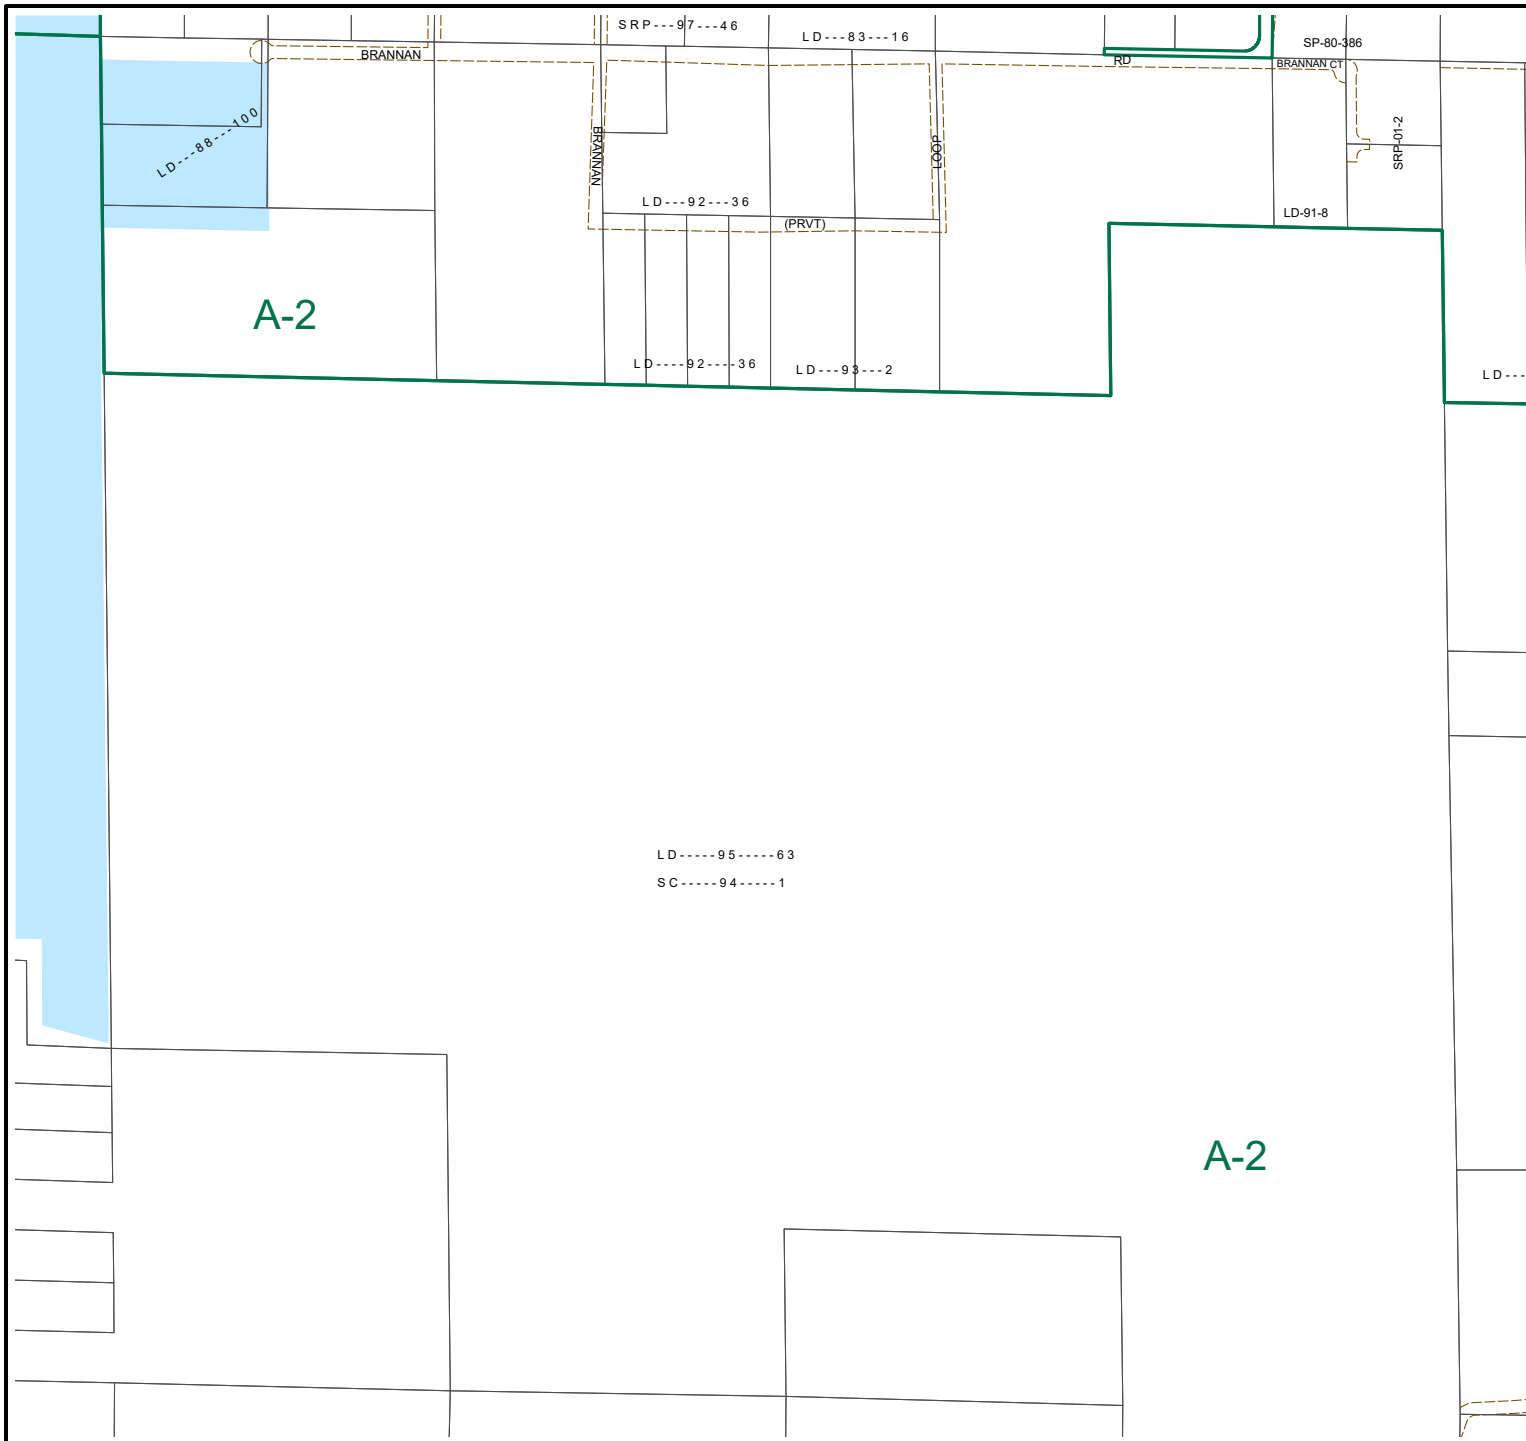 SRP---97---46
LD---83---16
SP-80-386
BRANNAN
RD
BRANNAN CT
LD---88---100
BRANNAN
LOOP
SRP-01-2
LD---92---36
LD-91-8
(PRVT)
A-2
LD----92----36
LD---93---2
LD---
LD-----95-----63
SC-----94-----1
A-2